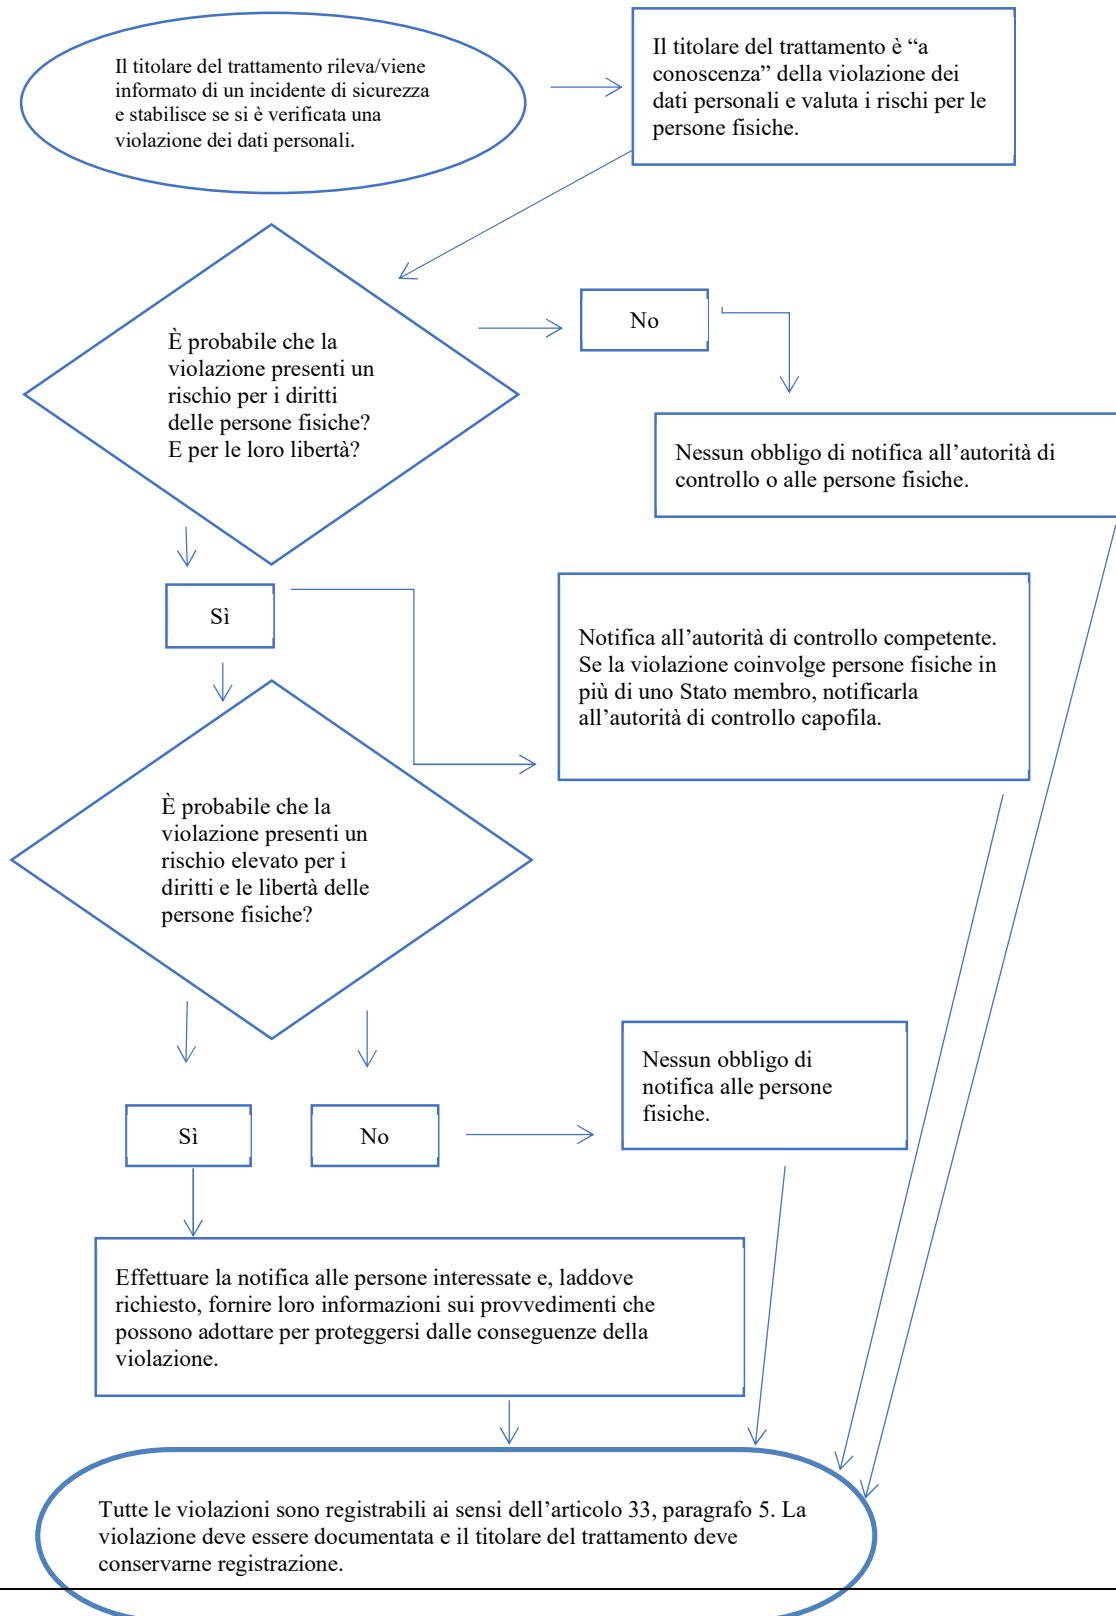 Il titolare del trattamento rileva/viene
informato di un incidente di sicurezza
e stabilisce se si è verificata una
violazione dei dati personali.
Il titolare del trattamento è “a
conoscenza” della violazione dei
dati personali e valuta i rischi per le
persone fisiche.
È probabile che la
violazione presenti un
rischio per i diritti
delle persone fisiche?
E per le loro libertà?
No
Nessun obbligo di notifica all’autorità di
controllo o alle persone fisiche.
Sì
Notifica all’autorità di controllo competente.
Se la violazione coinvolge persone fisiche in
più di uno Stato membro, notificarla
all’autorità di controllo capofila.
È probabile che la
violazione presenti un
rischio elevato per i
diritti e le libertà delle
persone fisiche?
Sì
No
Nessun obbligo di
notifica alle persone
fisiche.
Effettuare la notifica alle persone interessate e, laddove
richiesto, fornire loro informazioni sui provvedimenti che
possono adottare per proteggersi dalle conseguenze della
violazione.
Tutte le violazioni sono registrabili ai sensi dell’articolo 33, paragrafo 5. La
violazione deve essere documentata e il titolare del trattamento deve
conservarne registrazione.